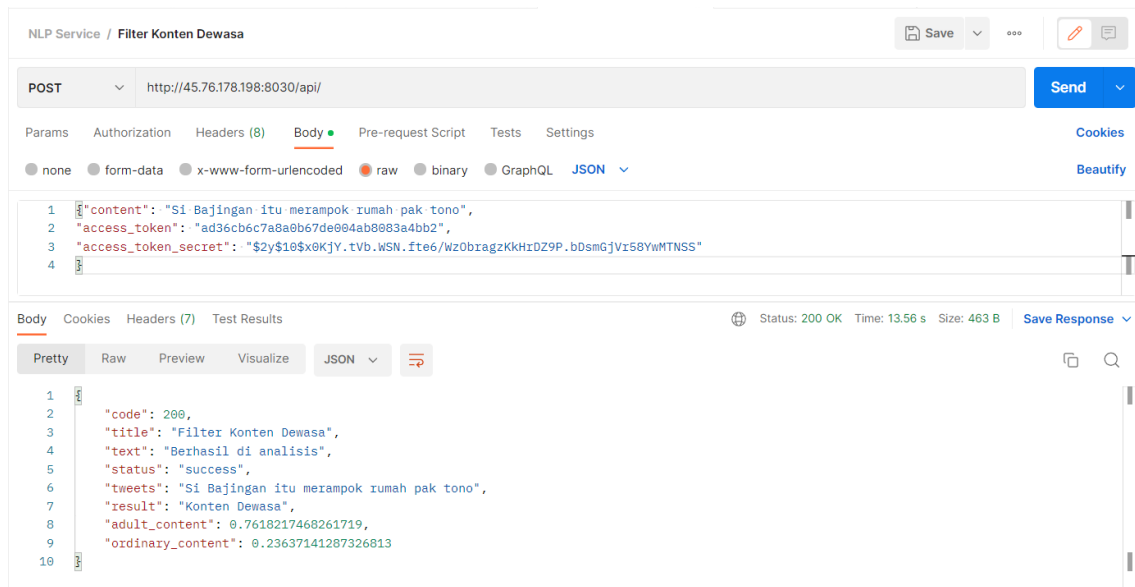 NLP Service / Filter Konten Dewasa
Save
POST http://45.76.178.198:8030/api/ Send
Params Authorization Headers (8) Body Pre-request Script Tests Settings Cookies
none form-data x-www-form-urlencoded raw binary GraphQL JSON Beautify
1 {"content": "Si Bajingan itu merampok rumah pak tono",
2 "access_token": "ad36cb6c7a8a0b67de004ab8083a4bb2",
3 "access_token_secret": "$2y$10$x0KjY.tVb.WSN.fte6/WzObragzKkHrDZ9P.bDsmGjVr58YwMTNSS"
4 }
Body Cookies Headers (7) Test Results Status: 200 OK Time: 13.56 s Size: 463 B Save Response
Pretty Raw Preview Visualize JSON
1 {
2 "code": 200,
3 "title": "Filter Konten Dewasa",
4 "text": "Berhasil di analisis",
5 "status": "success",
6 "tweets": "Si Bajingan itu merampok rumah pak tono",
7 "result": "Konten Dewasa",
8 "adult_content": 0.7618217468261719,
9 "ordinary_content": 0.23637141287326813
10 }